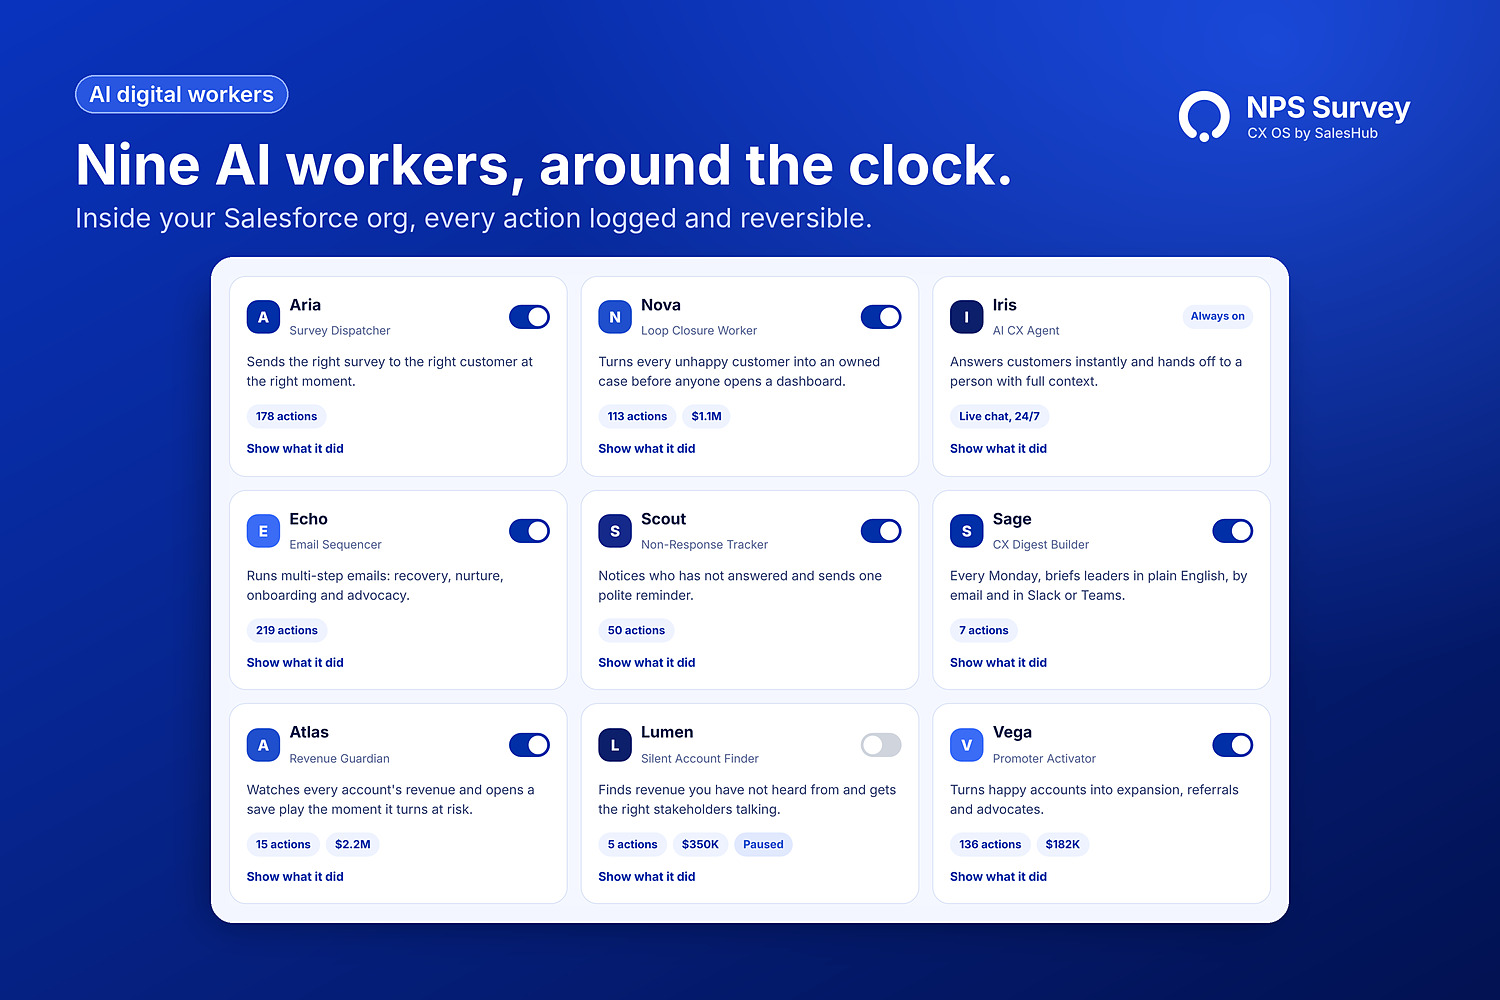 AI digital workers
Nine AI workers, around the clock.
Inside your Salesforce org, every action logged and reversible.
NPS Survey
CX OS by SalesHub
A
Aria
Survey Dispatcher
Sends the right survey to the right customer at
the right moment.
178 actions
Show what it did
N
Nova
Loop Closure Worker
Turns every unhappy customer into an owned
case before anyone opens a dashboard.
113 actions $1.1M
Show what it did
I
Iris
AI CX Agent
Always on
Answers customers instantly and hands off to a
person with full context.
Live chat, 24/7
Show what it did
E
Echo
Email Sequencer
Runs multi-step emails: recovery, nurture,
onboarding and advocacy.
219 actions
Show what it did
S
Scout
Non-Response Tracker
Notices who has not answered and sends one
polite reminder.
50 actions
Show what it did
S
Sage
CX Digest Builder
Every Monday, briefs leaders in plain English, by
email and in Slack or Teams.
7 actions
Show what it did
A
Atlas
Revenue Guardian
Watches every account's revenue and opens a
save play the moment it turns at risk.
15 actions $2.2M
Show what it did
L
Lumen
Silent Account Finder
Finds revenue you have not heard from and gets
the right stakeholders talking.
5 actions $350K Paused
Show what it did
V
Vega
Promoter Activator
Turns happy accounts into expansion, referrals
and advocates.
136 actions $182K
Show what it did